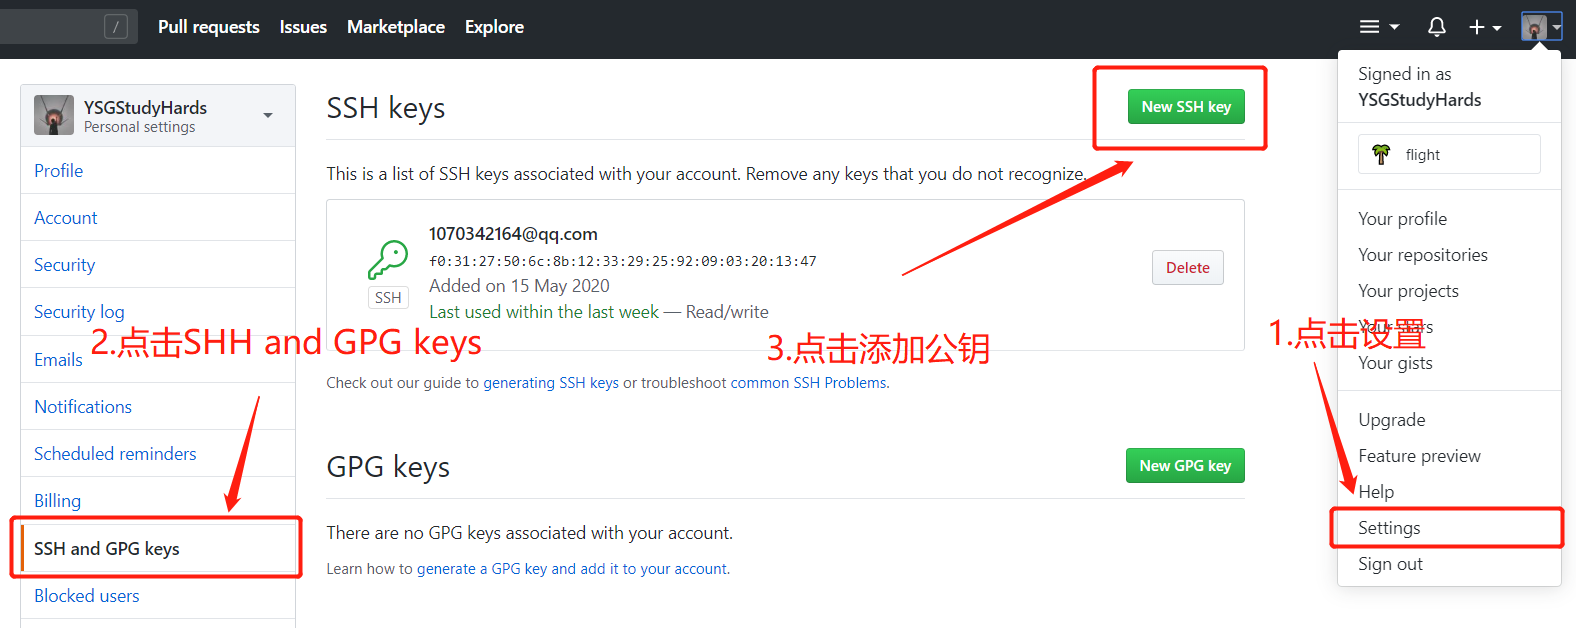 /
Pull requests Issues Marketplace Explore
YSGStudyHards
Personal settings
Profile
Account
Security
Security log
Emails
Notifications
Scheduled reminders
Billing
SSH and GPG keys
Blocked users
2.点击SHH and GPG keys
SSH keys
New SSH key
This is a list of SSH keys associated with your account. Remove any keys that you do not recognize.
1070342164@qq.com
f0:31:27:50:6c:8b:12:33:29:25:92:09:03:20:13:47
SSH
Added on 15 May 2020
Last used within the last week — Read/write
Delete
3.点击添加公钥
Check out our guide to generating SSH keys or troubleshoot common SSH Problems.
GPG keys
New GPG key
There are no GPG keys associated with your account.
Learn how to generate a GPG key and add it to your account.
Signed in as
YSGStudyHards
flight
Your profile
Your repositories
Your projects
Your stars
1.点击设置
Your gists
Upgrade
Feature preview
Help
Settings
Sign out